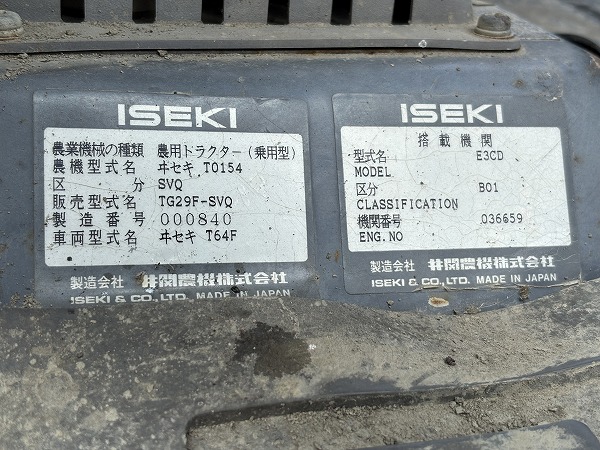 ISEKI
農業機械の種類 農用トラクター(乗用型)
農機型式名 ヰセキ T0154
区分 SVQ
販売型式名 TG29F-SVQ
製造番号 000840
車両型式名 ヰセキ T64F
製造会社 井関農機株式会社
ISEKI & CO., LTD. MADE IN JAPAN
ISEKI
搭載機関
型式名 E3CD
MODEL
区分 B01
CLASSIFICATION
機関番号 036659
ENG.NO
製造会社 井関農機株式会社
ISEKI & CO., LTD. MADE IN JAPAN